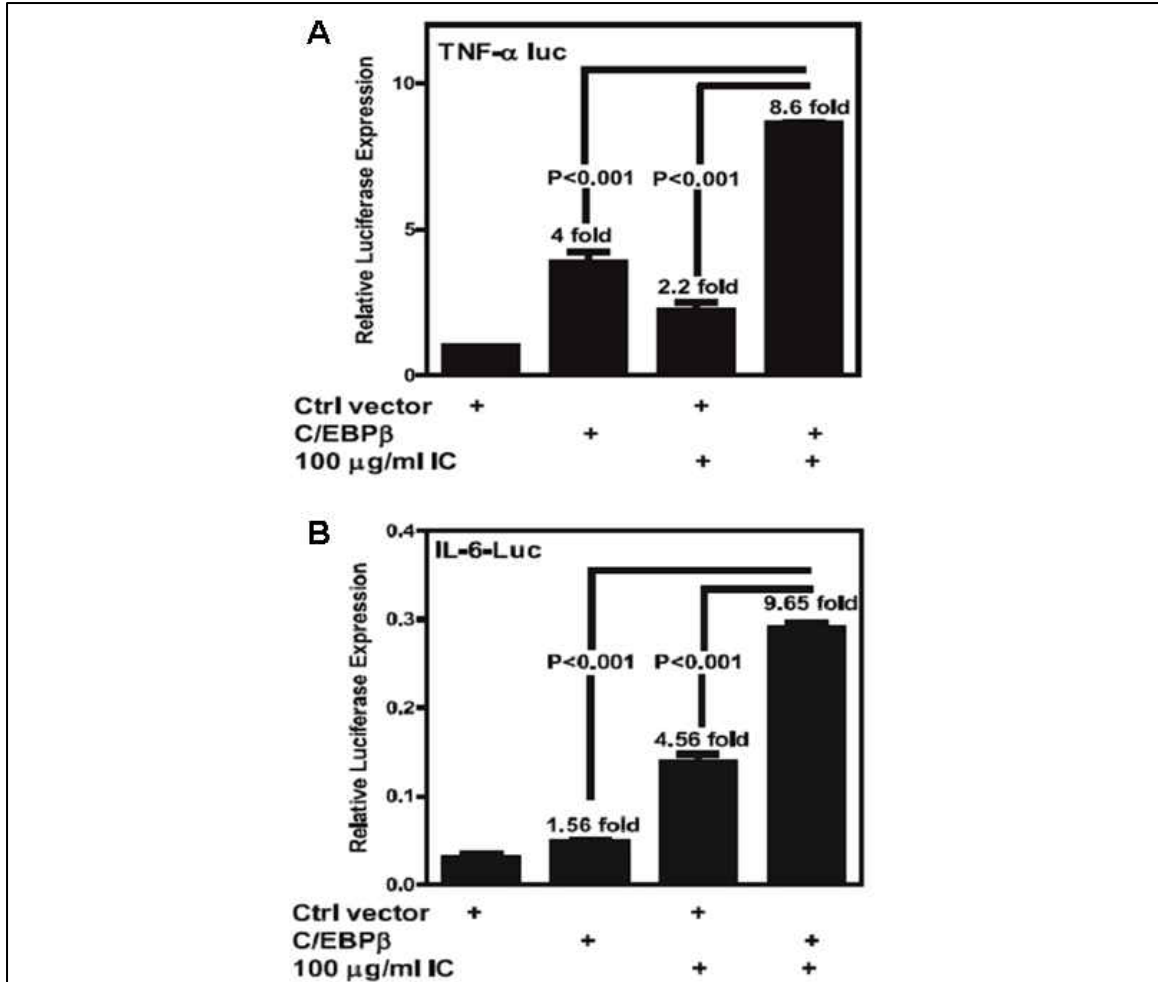 A
TNF-α luc
Relative Luciferase Expression
10
5
0
8.6 fold
P<0.001 P<0.001
4 fold
2.2 fold
Ctrl vector + +
C/EBPβ + +
100 μg/ml IC + +
B
IL-6-Luc
Relative Luciferase Expression
0.4
0.3
0.2
0.1
0.0
9.65 fold
P<0.001 P<0.001
4.56 fold
1.56 fold
Ctrl vector + +
C/EBPβ + +
100 μg/ml IC + +